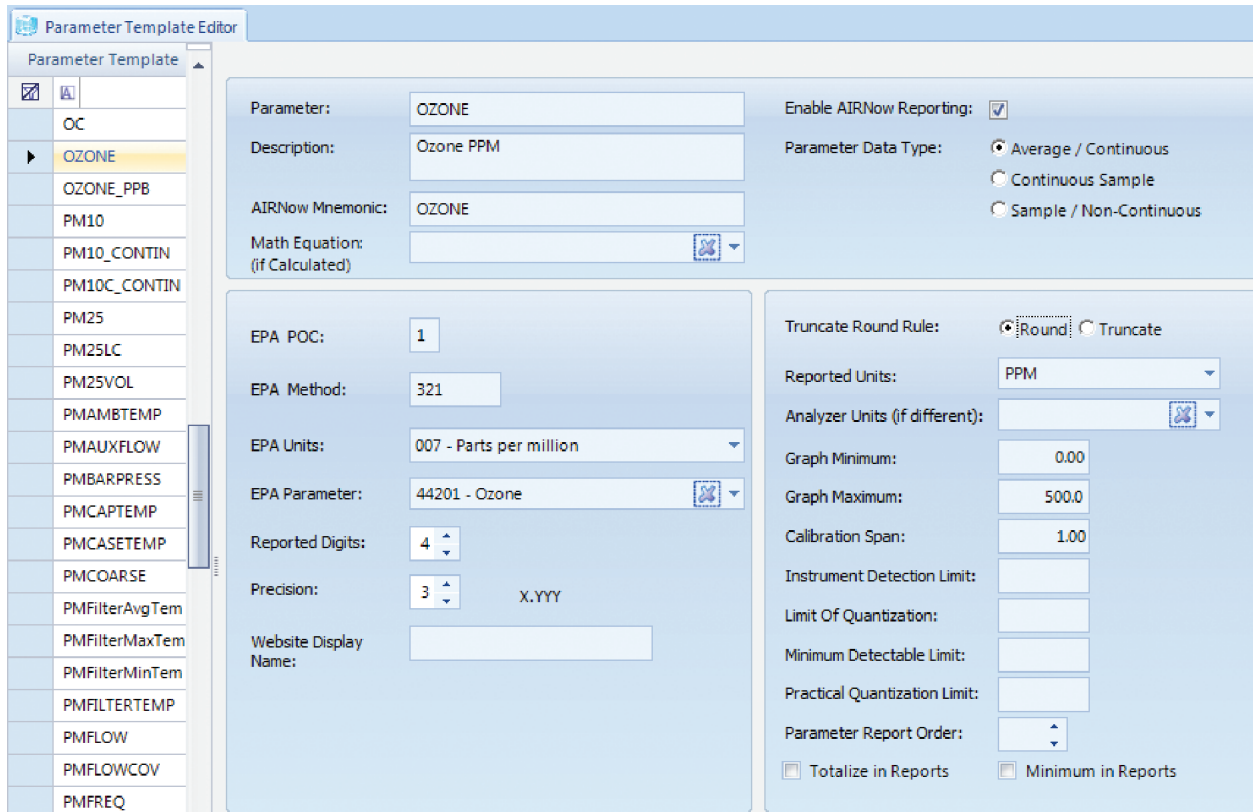 Parameter Template Editor
Parameter Template
A
OC
OZONE
OZONE_PPB
PM10
PM10_CONTIN
PM10C_CONTIN
PM25
PM25LC
PM25VOL
PMAMBTEMP
PMAUXFLOW
PMBARPRESS
PMCAPTEMP
PMCASETEMP
PMCOARSE
PMFilterAvgTem
PMFilterMaxTem
PMFilterMinTem
PMFILTERTEMP
PMFLOW
PMFLOWCOV
PMFREQ
Parameter: OZONE
Description: Ozone PPM
AIRNow Mnemonic: OZONE
Math Equation:
(if Calculated)
Enable AIRNow Reporting:
Parameter Data Type: Average / Continuous
Continuous Sample
Sample / Non-Continuous
EPA POC: 1
EPA Method: 321
EPA Units: 007 - Parts per million
EPA Parameter: 44201 - Ozone
Reported Digits: 4
Precision: 3 X.YYY
Website Display
Name:
Truncate Round Rule: Round Truncate
Reported Units: PPM
Analyzer Units (if different):
Graph Minimum: 0.00
Graph Maximum: 500.0
Calibration Span: 1.00
Instrument Detection Limit:
Limit Of Quantization:
Minimum Detectable Limit:
Practical Quantization Limit:
Parameter Report Order:
Totalize in Reports Minimum in Reports